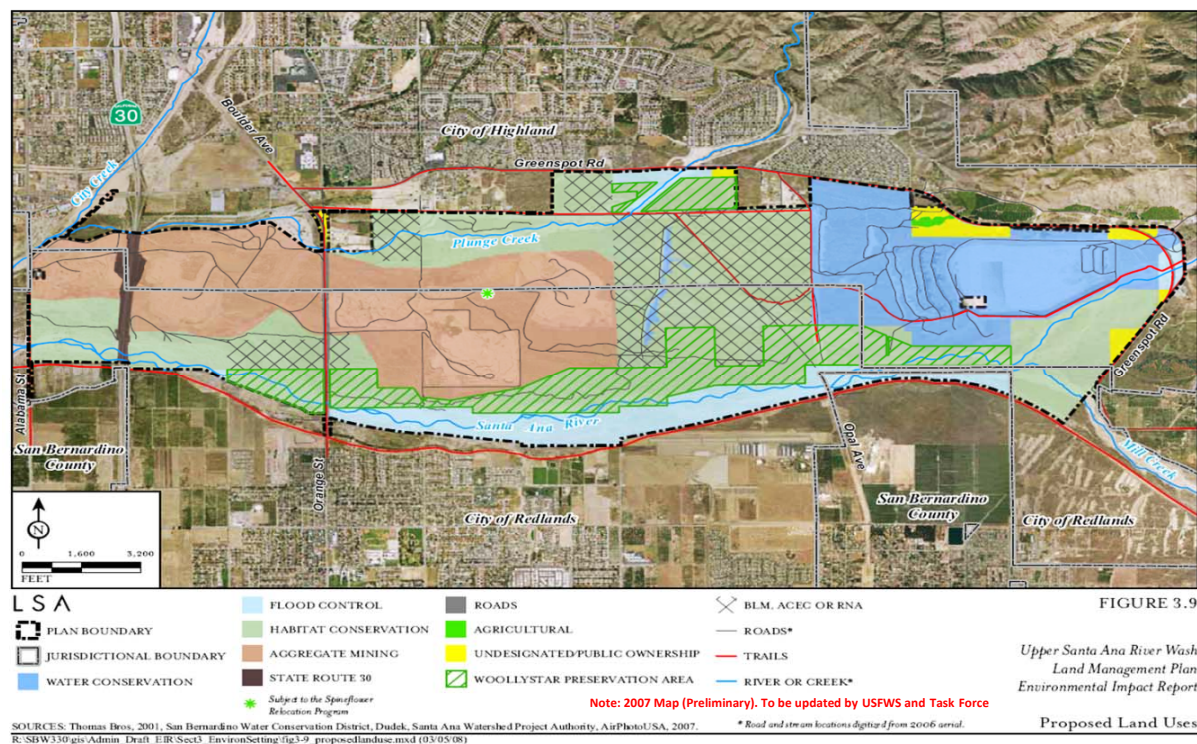 30
Boulder Ave
City of Highland
Greenspot Rd
City Creek
Plunge Creek
Greenspot Rd
Alabama St
Santa Ana River
San Bernardino
County
Orange St
Opal Ave
Mill Creek
San Bernardino
County
City of Redlands
City of Redlands
N
0 1,600 3,200
FEET
LSA
PLAN BOUNDARY
JURISDICTIONAL BOUNDARY
WATER CONSERVATION
FLOOD CONTROL
HABITAT CONSERVATION
AGGREGATE MINING
STATE ROUTE 30
Subject to the Spineflower
Relocation Program
ROADS
AGRICULTURAL
UNDESIGNATED/PUBLIC OWNERSHIP
WOOLLYSTAR PRESERVATION AREA
BLM, ACEC OR RNA
ROADS*
TRAILS
RIVER OR CREEK*
FIGURE 3.9
Upper Santa Ana River Wash
Land Management Plan
Environmental Impact Report
Note: 2007 Map (Preliminary). To be updated by USFWS and Task Force
* Road and stream locations digitized from 2006 aerial.
Proposed Land Uses
SOURCES: Thomas Bros, 2001, San Bernardino Water Conservation District, Dudek, Santa Ana Watershed Project Authority, AirPhotoUSA, 2007.
R:\SBW330\gis\Admin_Draft_EIR\Sect3_EnvironSetting\fig3-9_proposedlanduse.mxd (03/05/08)